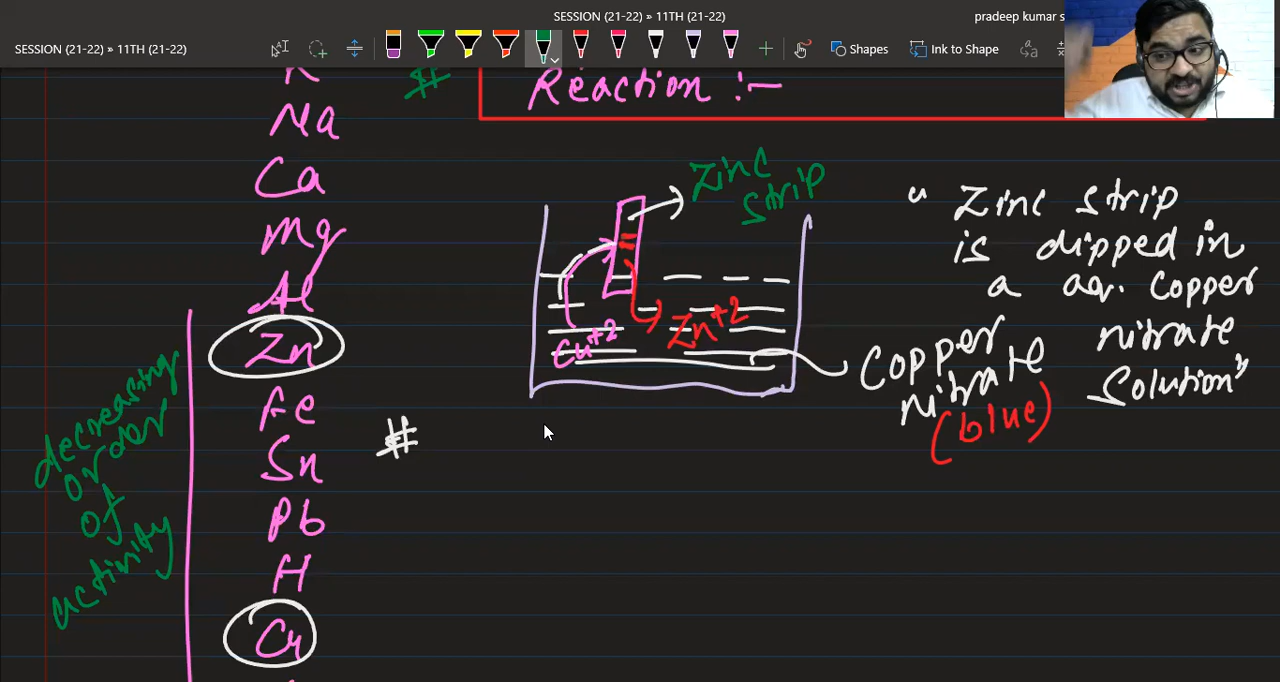 SESSION (21-22) » 11TH (21-22)
pradeep kumar s
SESSION (21-22) » 11TH (21-22)
Shapes
Ink to Shape
#
Reaction :-
K
Na
Ca
Mg
Al
Zn
Fe
Sn
Pb
H
Cu
decreasing
order
of
activity
#
Zinc
strip
Cu+2
Zn+2
Copper
nitrate
(blue)
" Zinc strip
is dipped in
a aq. Copper
nitrate
Solution"